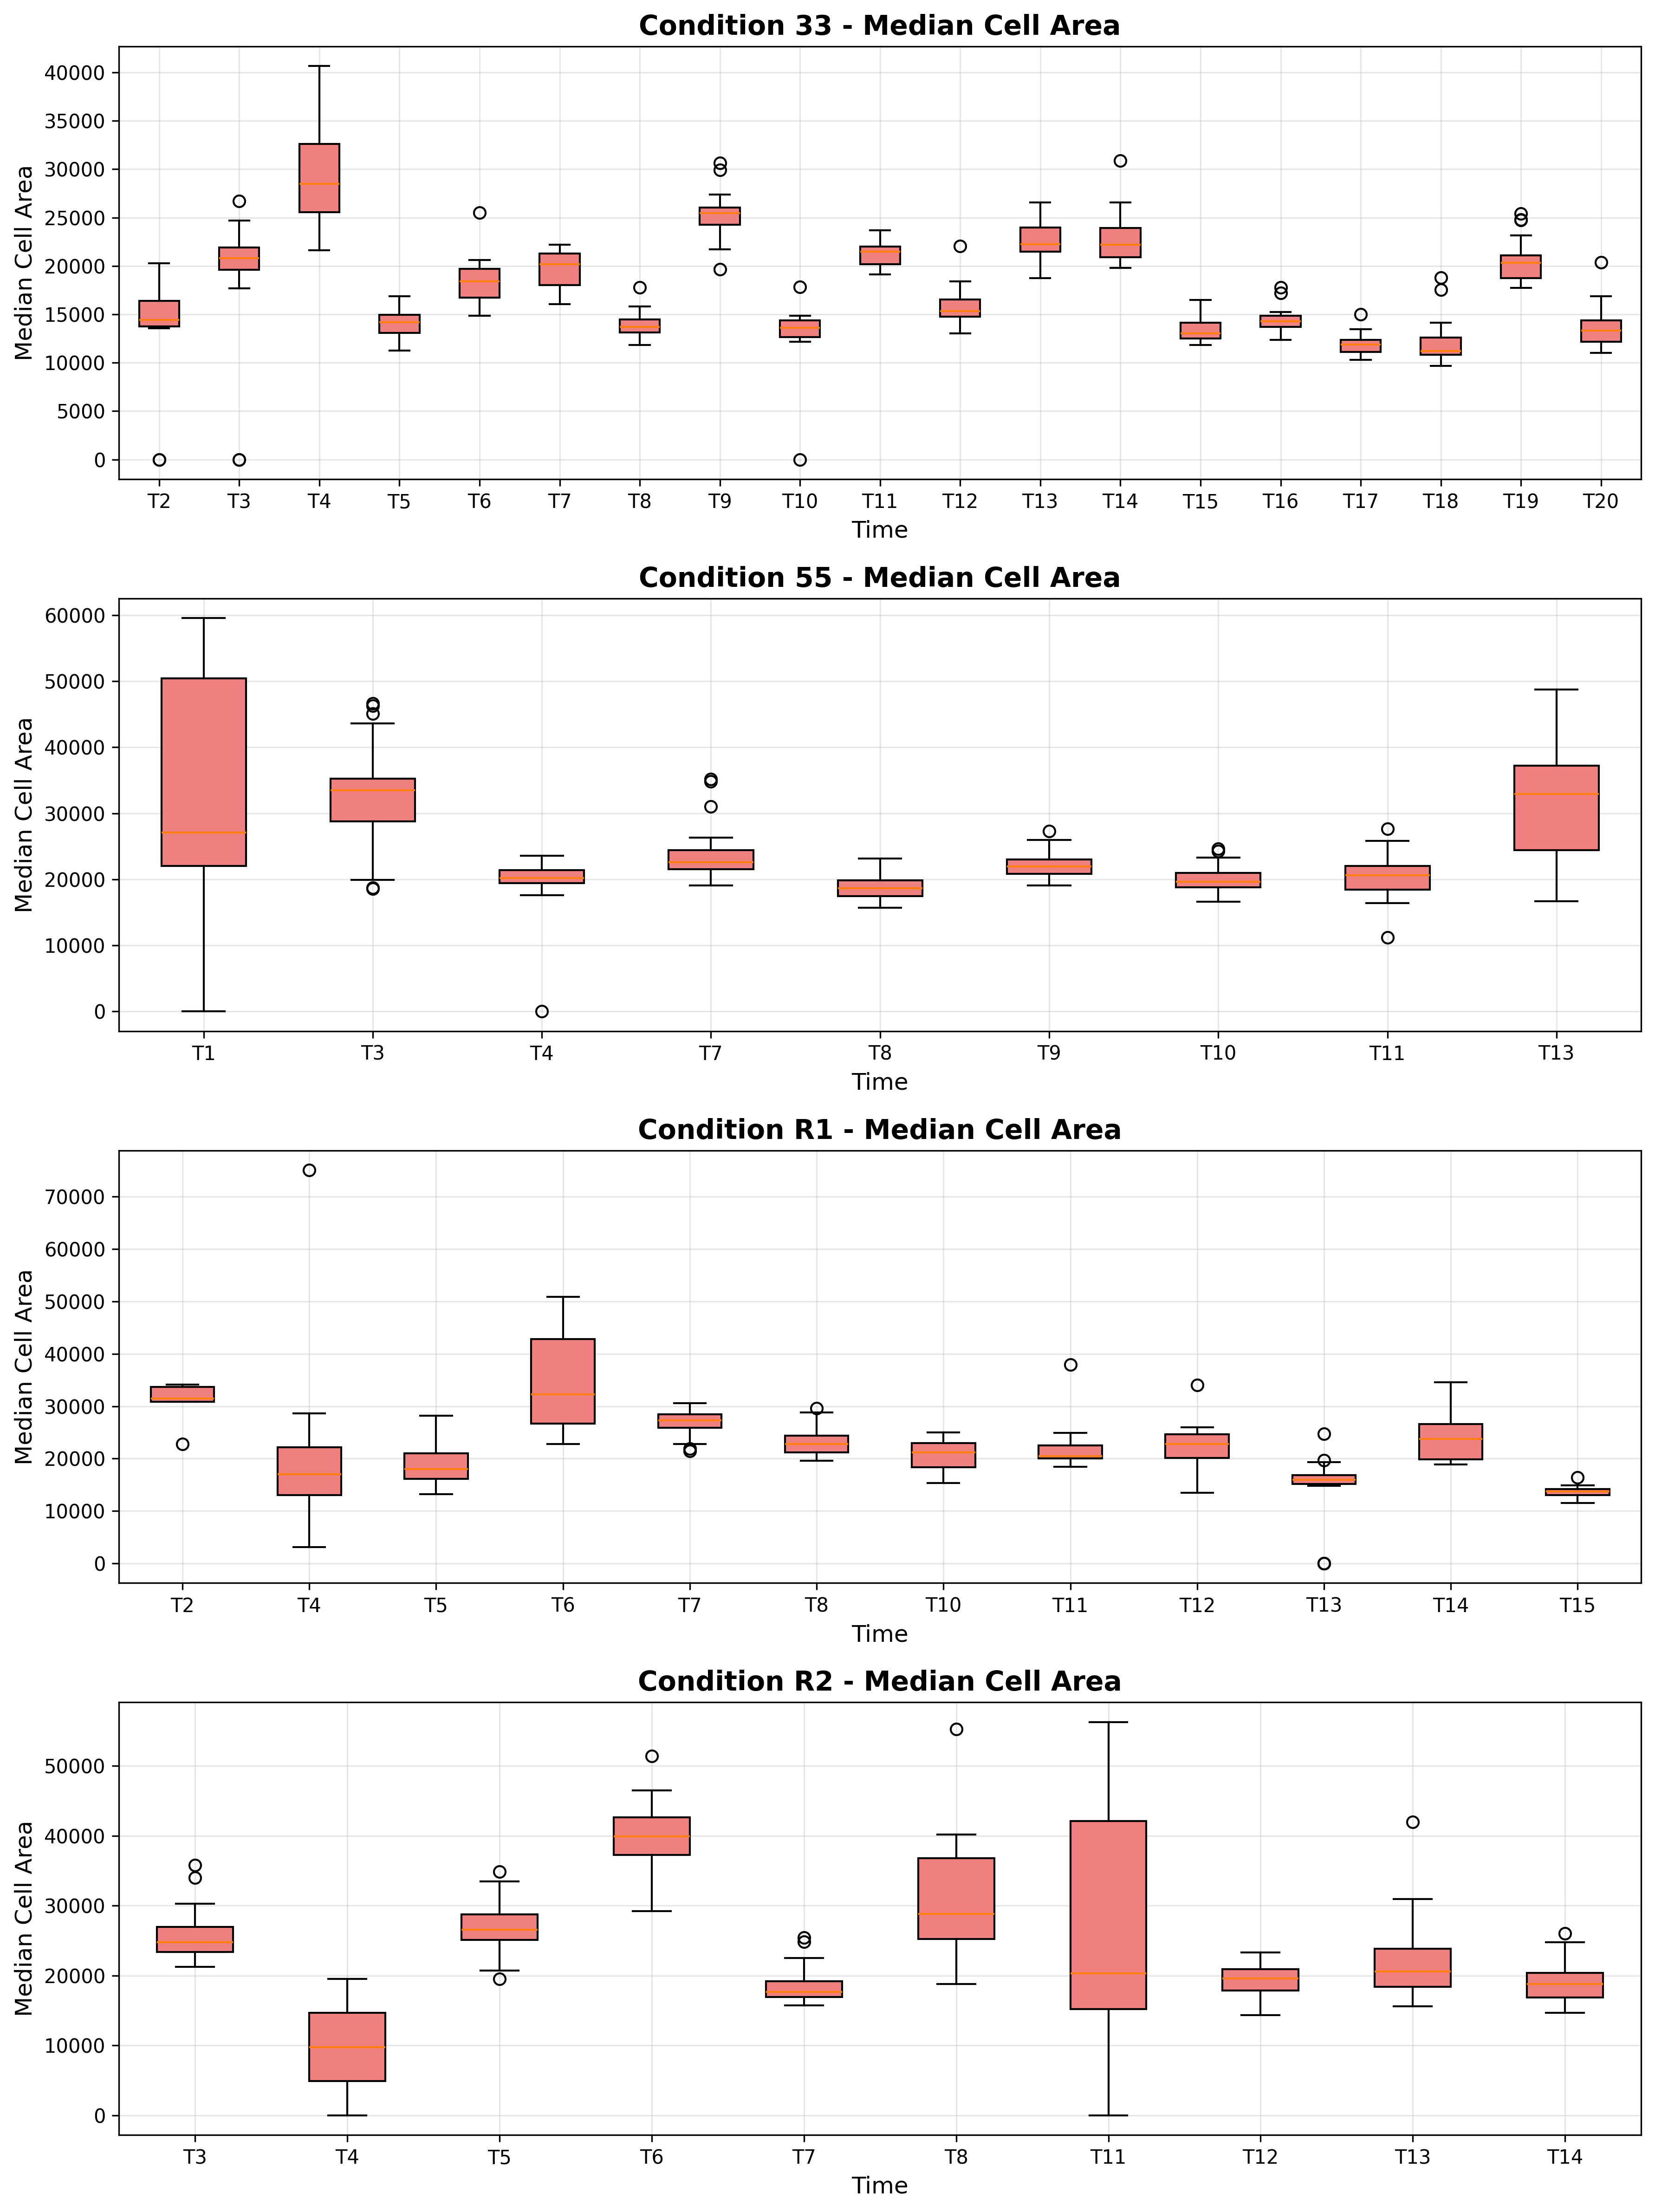 Condition 33 - Median Cell Area
Median Cell Area
40000
35000
30000
25000
20000
15000
10000
5000
0
T2 T3 T4 T5 T6 T7 T8 T9 T10 T11 T12 T13 T14 T15 T16 T17 T18 T19 T20
Time
Condition 55 - Median Cell Area
Median Cell Area
60000
50000
40000
30000
20000
10000
0
T1 T3 T4 T7 T8 T9 T10 T11 T13
Time
Condition R1 - Median Cell Area
Median Cell Area
70000
60000
50000
40000
30000
20000
10000
0
T2 T4 T5 T6 T7 T8 T10 T11 T12 T13 T14 T15
Time
Condition R2 - Median Cell Area
Median Cell Area
50000
40000
30000
20000
10000
0
T3 T4 T5 T6 T7 T8 T11 T12 T13 T14
Time